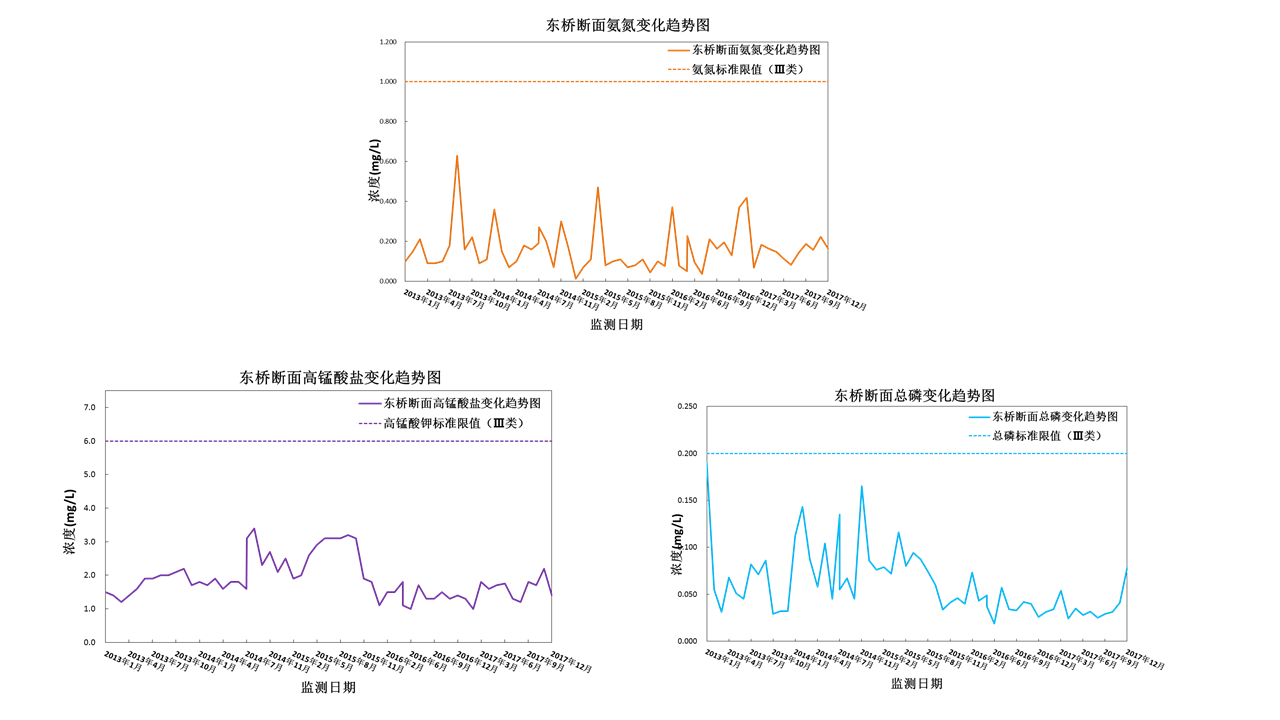 东桥断面氨氮变化趋势图
东桥断面氨氮变化趋势图
氨氮标准限值（Ⅲ类）
1.200
1.000
0.800
0.600
0.400
0.200
0.000
浓度(mg/L)
2013年1月
2013年4月
2013年7月
2013年10月
2014年1月
2014年4月
2014年7月
2014年11月
2015年2月
2015年5月
2015年8月
2015年11月
2016年2月
2016年6月
2016年9月
2016年12月
2017年3月
2017年6月
2017年9月
2017年12月
监测日期
东桥断面高锰酸盐变化趋势图
东桥断面高锰酸盐变化趋势图
高锰酸钾标准限值（Ⅲ类）
7.0
6.0
5.0
4.0
3.0
2.0
1.0
0.0
浓度(mg/L)
2013年1月
2013年4月
2013年7月
2013年10月
2014年1月
2014年4月
2014年7月
2014年11月
2015年2月
2015年5月
2015年8月
2015年11月
2016年2月
2016年6月
2016年9月
2016年12月
2017年3月
2017年6月
2017年9月
2017年12月
监测日期
东桥断面总磷变化趋势图
东桥断面总磷变化趋势图
总磷标准限值（Ⅲ类）
0.250
0.200
0.150
0.100
0.050
0.000
浓度(mg/L)
2013年1月
2013年4月
2013年7月
2013年10月
2014年1月
2014年4月
2014年7月
2014年11月
2015年2月
2015年5月
2015年8月
2015年11月
2016年2月
2016年6月
2016年9月
2016年12月
2017年3月
2017年6月
2017年9月
2017年12月
监测日期